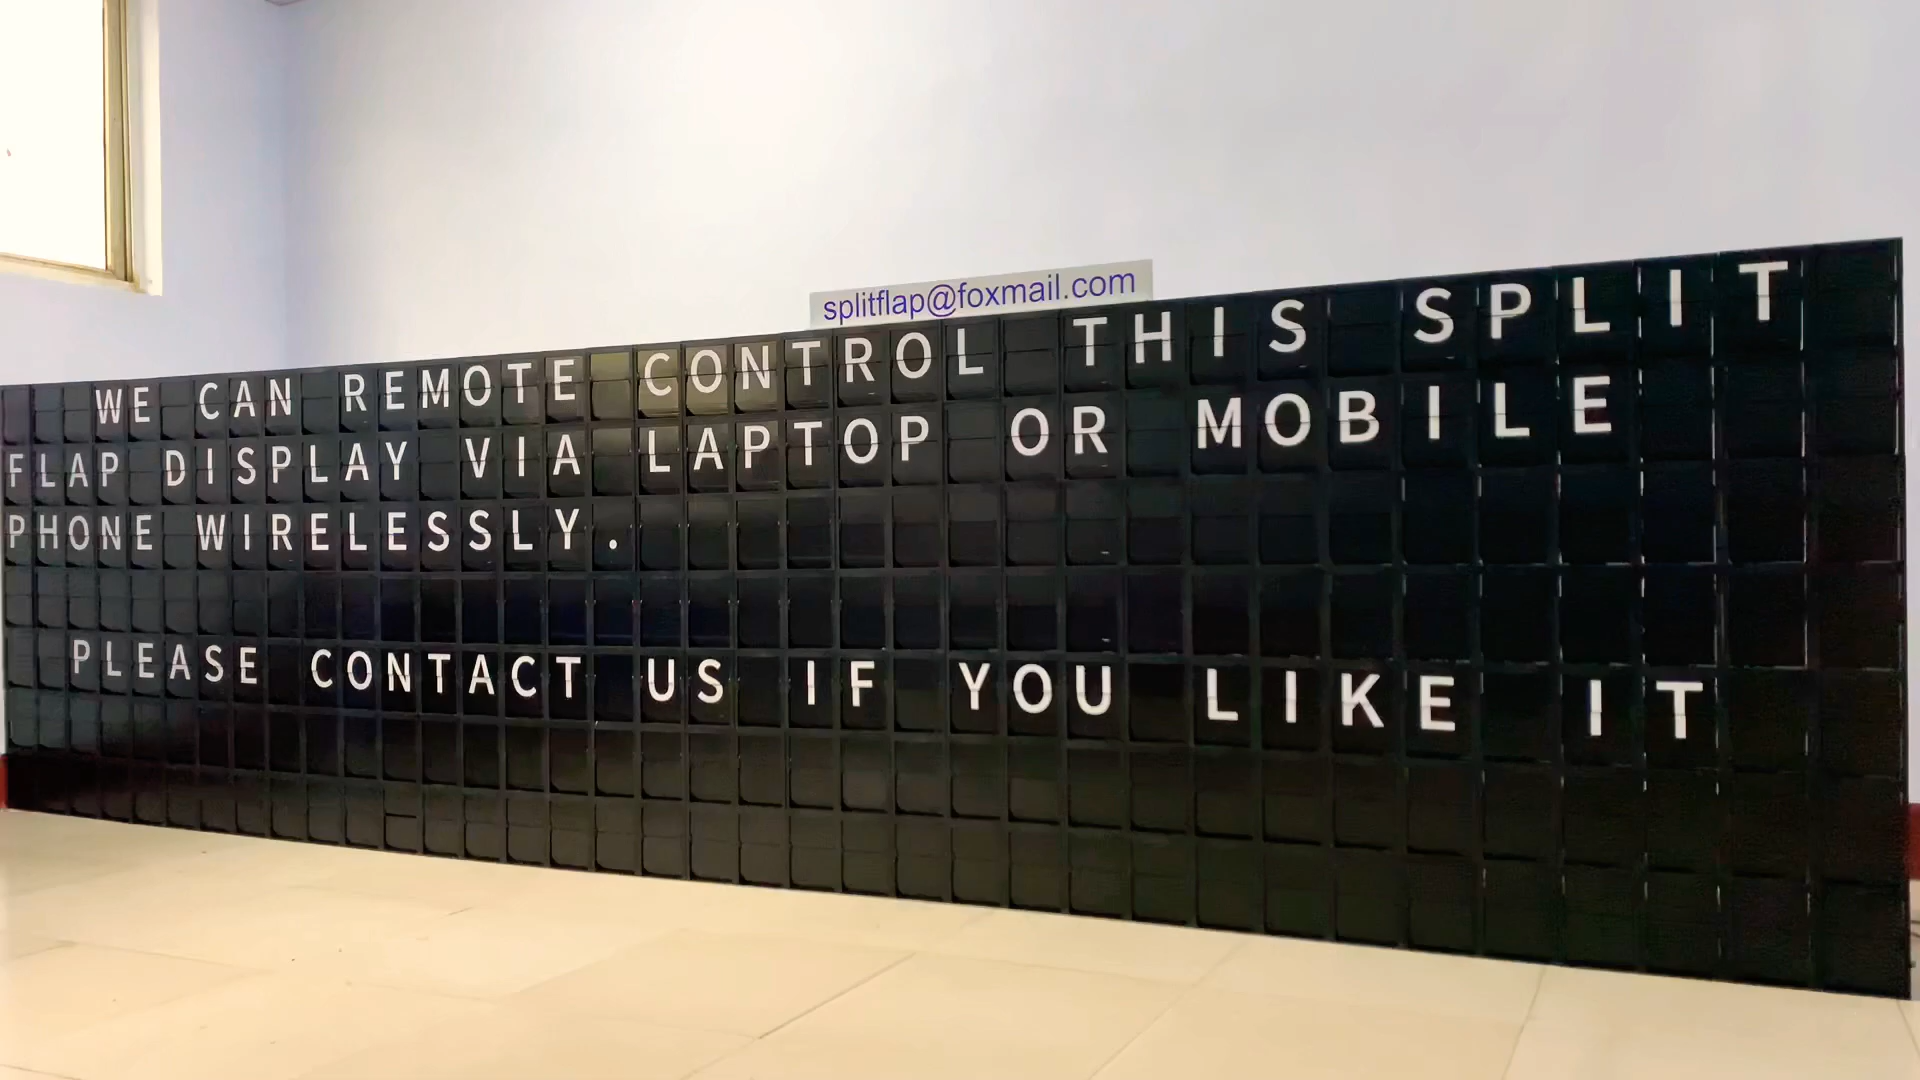 splitflap@foxmail.com
WE CAN REMOTE CONTROL THIS SPLIT
FLAP DISPLAY VIA LAPTOP OR MOBILE
PHONE WIRELESSLY.
PLEASE CONTACT US IF YOU LIKE IT